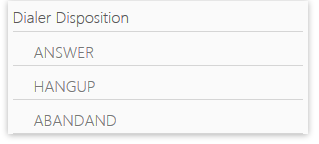 Dialer Disposition
ANSWER
HANGUP
ABANDAND